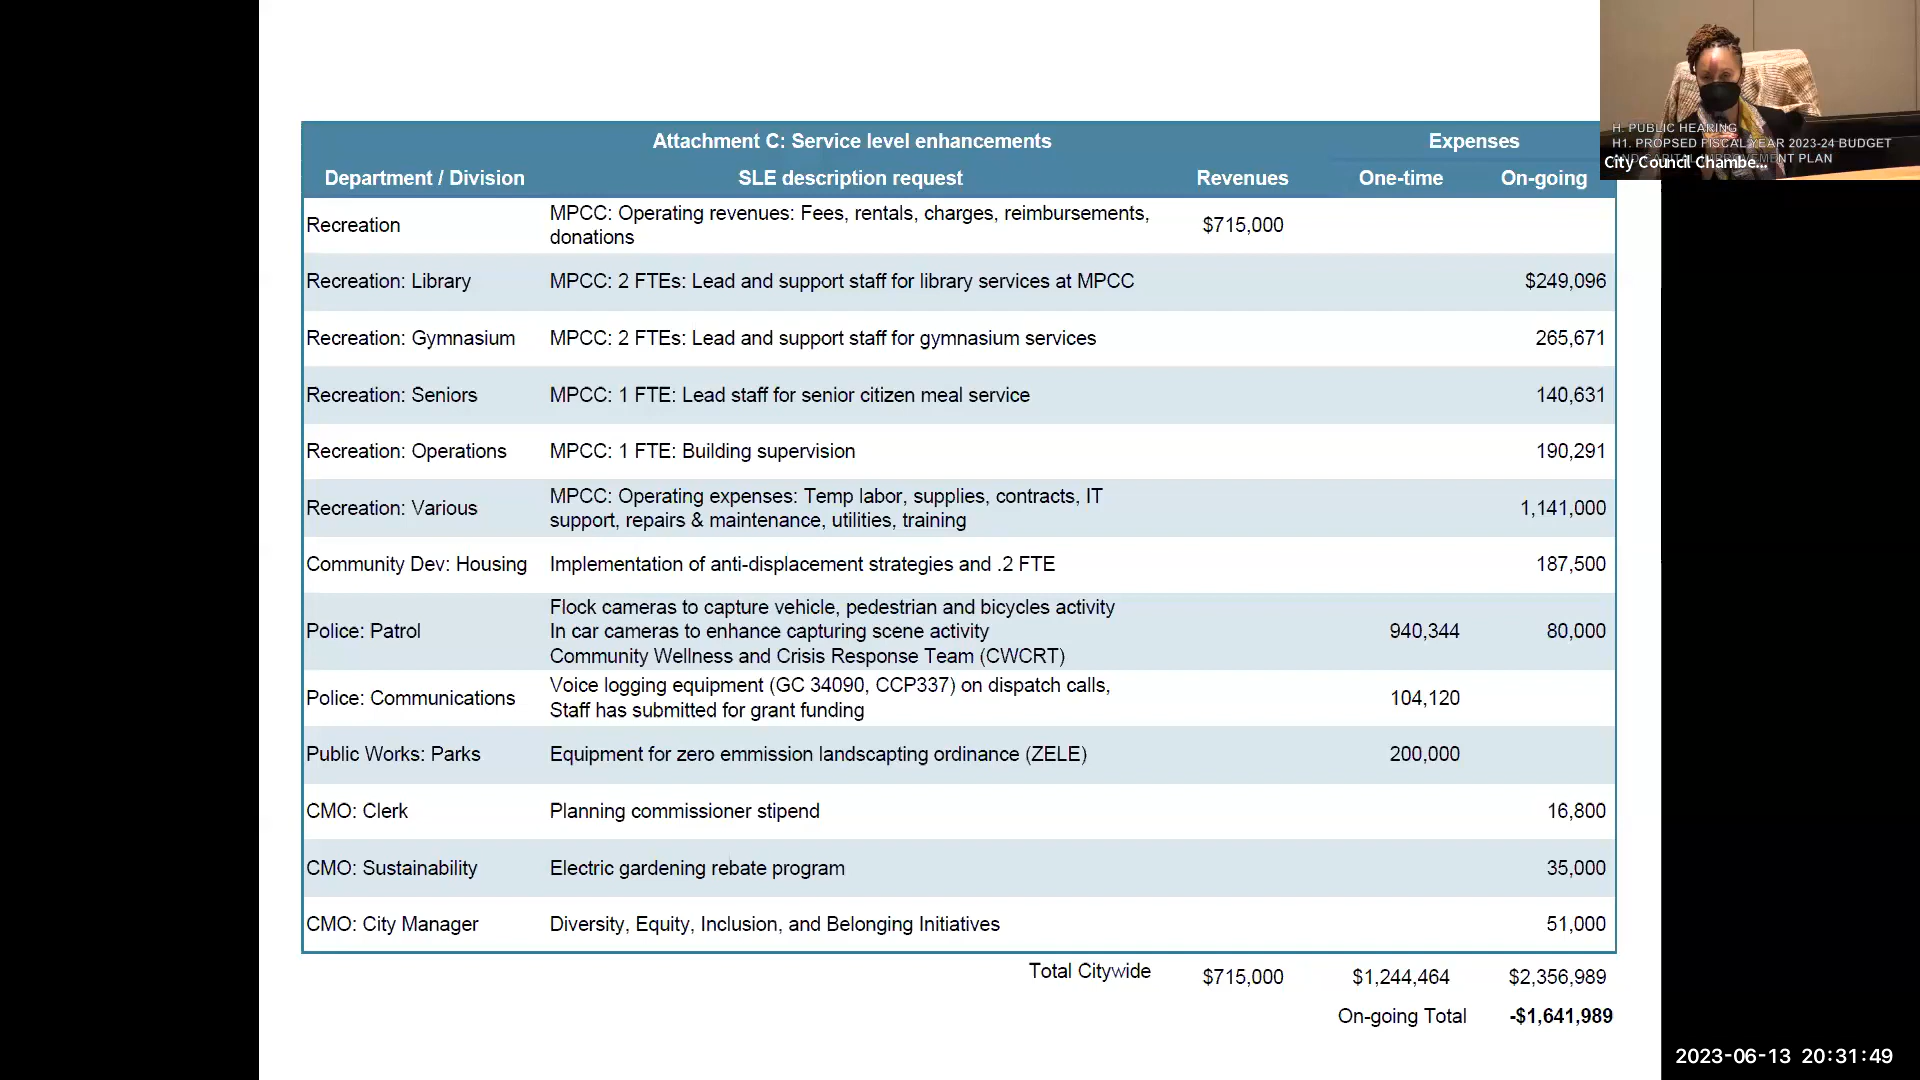 Attachment C: Service level enhancements Expenses
Department / Division SLE description request Revenues One-time On-going
Recreation MPCC: Operating revenues: Fees, rentals, charges, reimbursements,
donations $715,000
Recreation: Library MPCC: 2 FTEs: Lead and support staff for library services at MPCC $249,096
Recreation: Gymnasium MPCC: 2 FTEs: Lead and support staff for gymnasium services 265,671
Recreation: Seniors MPCC: 1 FTE: Lead staff for senior citizen meal service 140,631
Recreation: Operations MPCC: 1 FTE: Building supervision 190,291
Recreation: Various MPCC: Operating expenses: Temp labor, supplies, contracts, IT
support, repairs & maintenance, utilities, training 1,141,000
Community Dev: Housing Implementation of anti-displacement strategies and .2 FTE 187,500
Flock cameras to capture vehicle, pedestrian and bicycles activity
Police: Patrol In car cameras to enhance capturing scene activity 940,344 80,000
Community Wellness and Crisis Response Team (CWCRT)
Police: Communications Voice logging equipment (GC 34090, CCP337) on dispatch calls,
Staff has submitted for grant funding 104,120
Public Works: Parks Equipment for zero emmission landscapting ordinance (ZELE) 200,000
CMO: Clerk Planning commissioner stipend 16,800
CMO: Sustainability Electric gardening rebate program 35,000
CMO: City Manager Diversity, Equity, Inclusion, and Belonging Initiatives 51,000
Total Citywide $715,000 $1,244,464 $2,356,989
On-going Total -$1,641,989
H. PUBLIC HEARING
H1. PROPSED FISCAL YEAR 2023-24 BUDGET
AND CAPITAL IMPROVEMENT PLAN
City Council Chambe...
2023-06-13 20:31:49